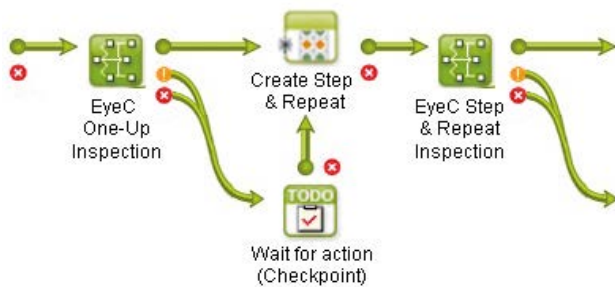 EyeC
One-Up
Inspection
Create Step
& Repeat
EyeC Step
& Repeat
Inspection
TODO
Wait for action
(Checkpoint)